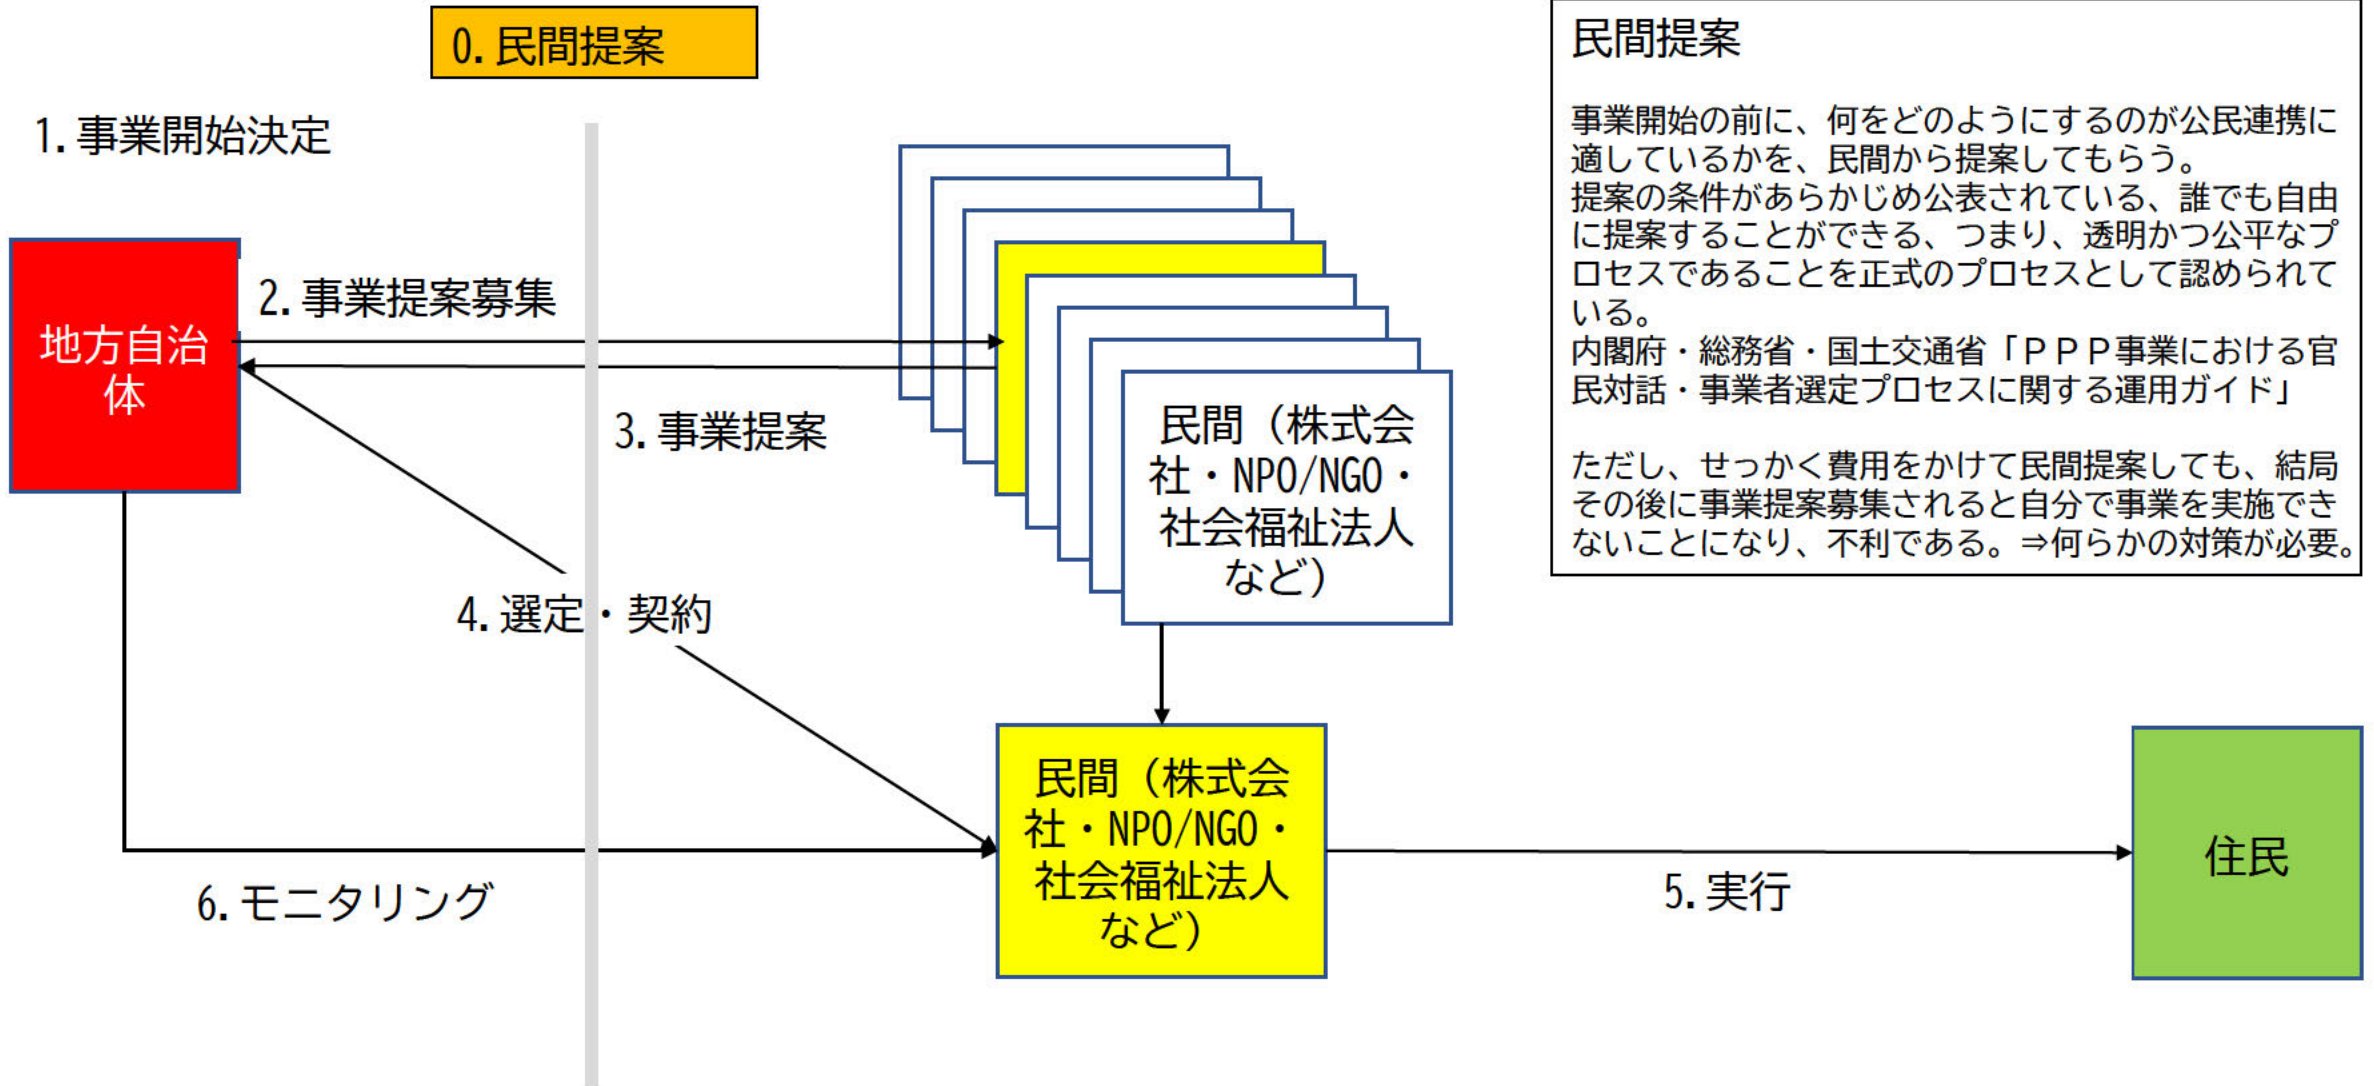 0.民間提案
1.事業開始決定
地方自治
体
2.事業提案募集
3.事業提案
4.選定・契約
6.モニタリング
民間（株式会
社・NPO/NGO・
社会福祉法人
など）
民間（株式会
社・NPO/NGO・
社会福祉法人
など）
5.実行
住民
民間提案
事業開始の前に、何をどのようにするのが公民連携に
適しているかを、民間から提案してもらう。
提案の条件があらかじめ公表されている、誰でも自由
に提案することができる、つまり、透明かつ公平なプ
ロセスであることを正式のプロセスとして認められて
いる。
内閣府・総務省・国土交通省「ＰＰＰ事業における官
民対話・事業者選定プロセスに関する運用ガイド」
ただし、せっかく費用をかけて民間提案しても、結局
その後に事業提案募集されると自分で事業を実施でき
ないことになり、不利である。⇒何らかの対策が必要。